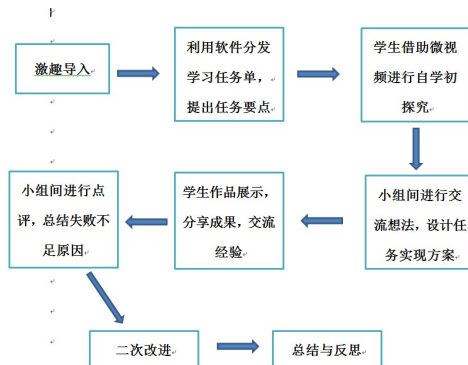 激趣导入
利用软件分发
学习任务单，
提出任务要点
学生借助微视
频进行自学初
探究
小组间进行交
流想法，设计任
务实现方案
学生作品展示，
分享成果，交流
经验
小组间进行点
评，总结失败不
足原因
二次改进
总结与反思